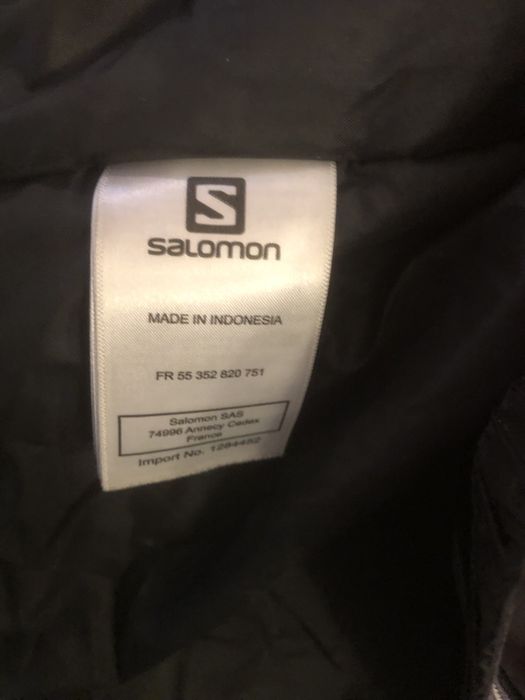 S
salomon
MADE IN INDONESIA
FR 55 352 820 751
Salomon SAS
74996 Annecy Cedex
France
Import No. 1284452